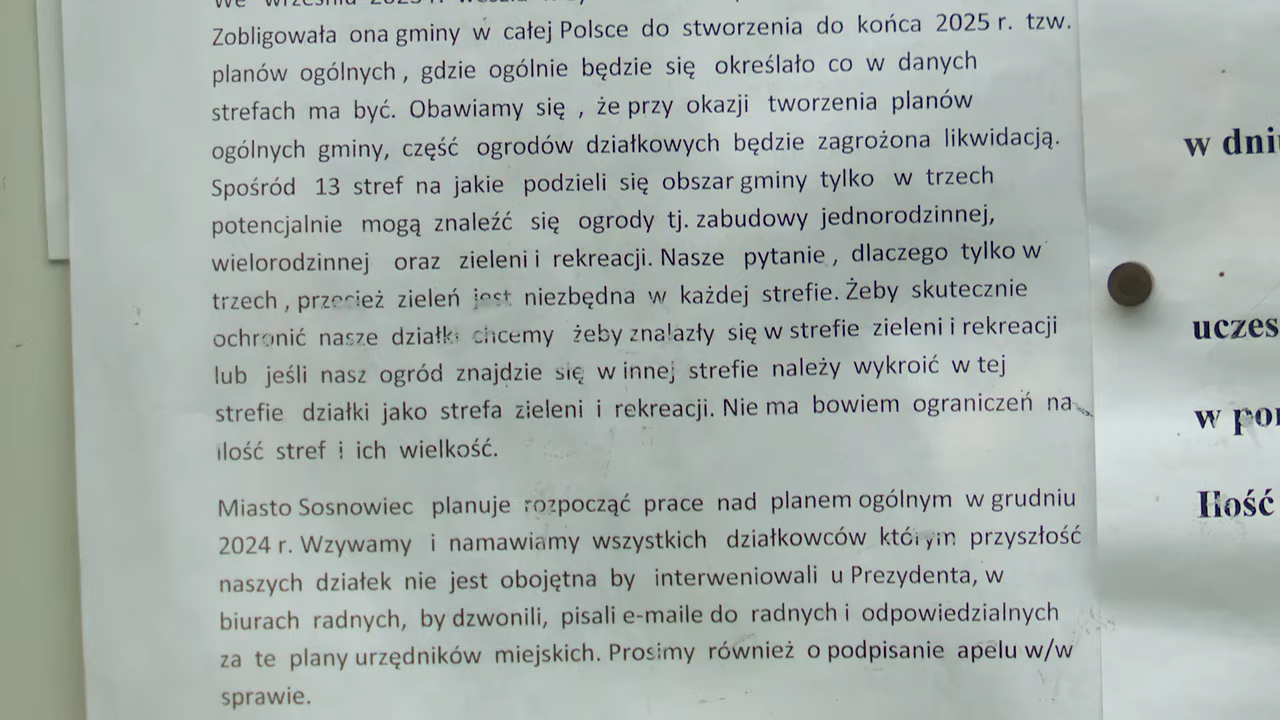 Zobligowała ona gminy w całej Polsce do stworzenia do końca 2025 r. tzw.
planów ogólnych , gdzie ogólnie będzie się określało co w danych
strefach ma być. Obawiamy się , że przy okazji tworzenia planów
ogólnych gminy, część ogrodów działkowych będzie zagrożona likwidacją.
Spośród 13 stref na jakie podzieli się obszar gminy tylko w trzech
potencjalnie mogą znaleźć się ogrody tj. zabudowy jednorodzinnej,
wielorodzinnej oraz zieleni i rekreacji. Nasze pytanie , dlaczego tylko w
trzech , przecież zieleń jest niezbędna w każdej strefie. Żeby skutecznie
ochronić nasze działki chcemy żeby znalazły się w strefie zieleni i rekreacji
lub jeśli nasz ogród znajdzie się w innej strefie należy wykroić w tej
strefie działki jako strefa zieleni i rekreacji. Nie ma bowiem ograniczeń na
ilość stref i ich wielkość.
Miasto Sosnowiec planuje rozpocząć prace nad planem ogólnym w grudniu
2024 r. Wzywamy i namawiamy wszystkich działkowców którym przyszłość
naszych działek nie jest obojętna by interweniowali u Prezydenta, w
biurach radnych, by dzwonili, pisali e-maile do radnych i odpowiedzialnych
za te plany urzędników miejskich. Prosimy również o podpisanie apelu w/w
sprawie.
w
w
Ilość